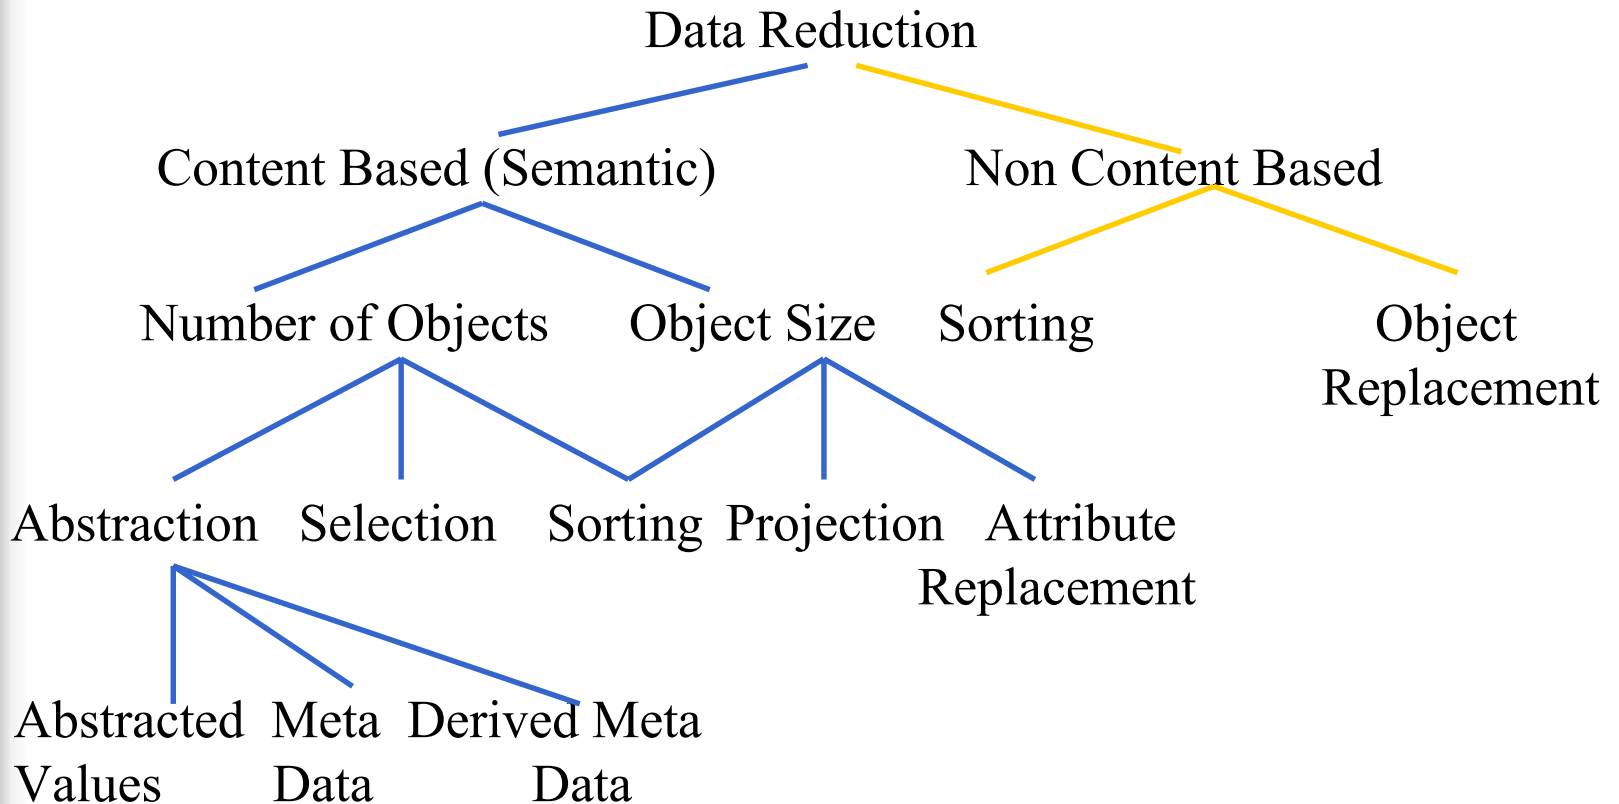 Data Reduction
Content Based (Semantic)
Non Content Based
Number of Objects
Object Size
Sorting
Object
Replacement
Abstraction
Selection
Sorting
Projection
Attribute
Replacement
Abstracted
Values
Meta
Data
Derived Meta
Data